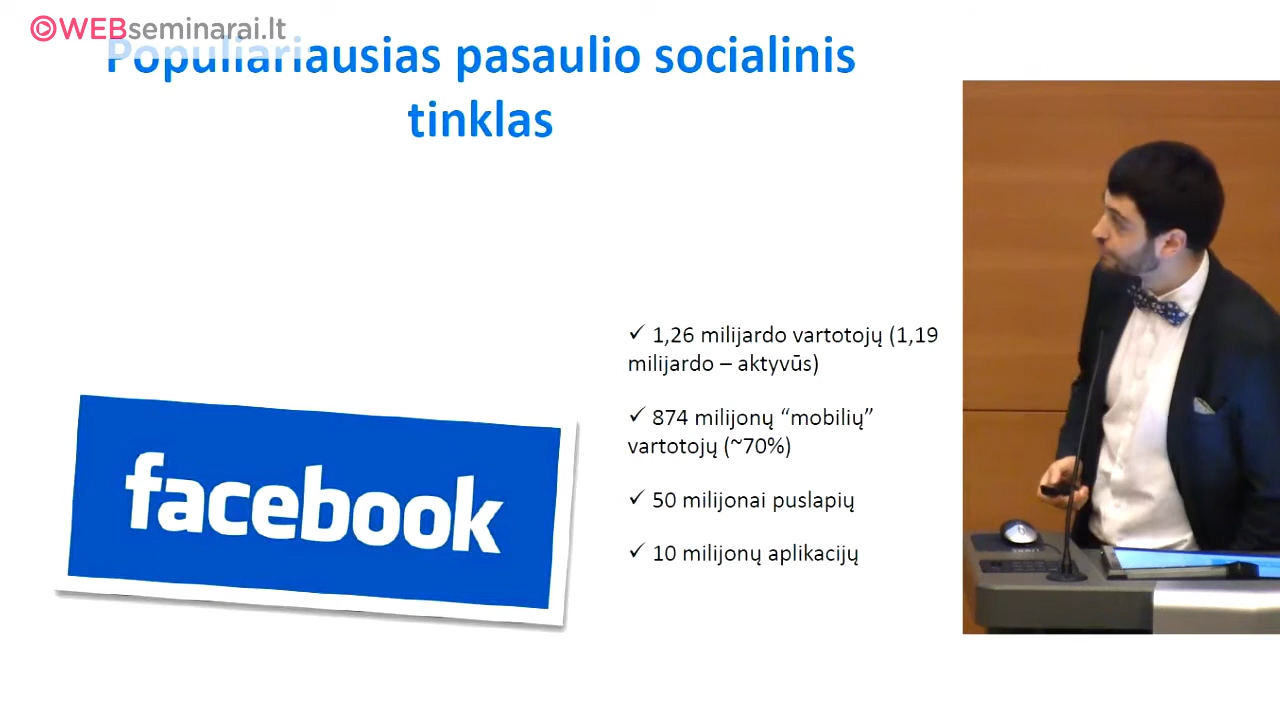 WEBseminarai.lt
Populiariausias pasaulio socialinis
tinklas
✓ 1,26 milijardo vartotojų (1,19
milijardo – aktyvūs)
✓ 874 milijonų “mobilių”
vartotojų (~70%)
✓ 50 milijonai puslapių
✓ 10 milijonų aplikacijų
facebook